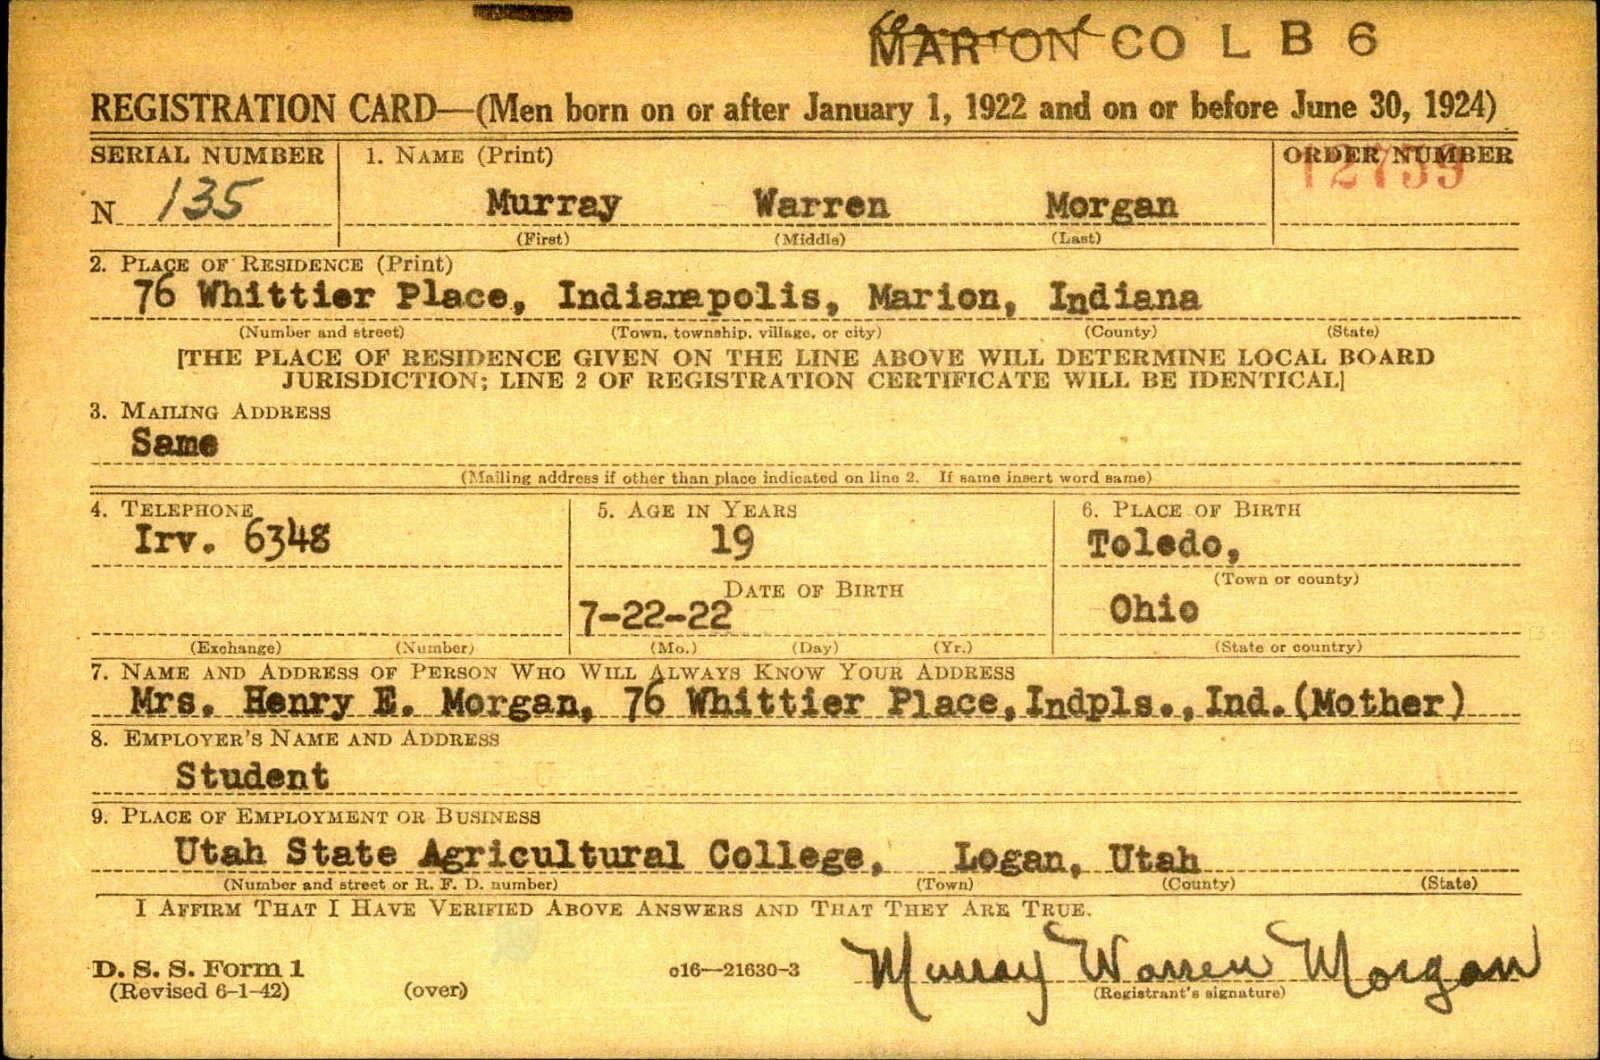 MARION CO L B 6
REGISTRATION CARD—(Men born on or after January 1, 1922 and on or before June 30, 1924)
SERIAL NUMBER
N 135
1. NAME (Print)
Murray Warren Morgan
(First) (Middle) (Last)
ORDER NUMBER
12739
2. PLACE OF RESIDENCE (Print)
76 Whittier Place, Indianapolis, Marion, Indiana
(Number and street) (Town, township, village, or city) (County) (State)
[THE PLACE OF RESIDENCE GIVEN ON THE LINE ABOVE WILL DETERMINE LOCAL BOARD
JURISDICTION; LINE 2 OF REGISTRATION CERTIFICATE WILL BE IDENTICAL]
3. MAILING ADDRESS
Same
(Mailing address if other than place indicated on line 2. If same insert word same)
4. TELEPHONE
Irv. 6348
(Exchange) (Number)
5. AGE IN YEARS
19
DATE OF BIRTH
7-22-22
(Mo.) (Day) (Yr.)
6. PLACE OF BIRTH
Toledo,
(Town or county)
Ohio
(State or country)
7. NAME AND ADDRESS OF PERSON WHO WILL ALWAYS KNOW YOUR ADDRESS
Mrs. Henry E. Morgan, 76 Whittier Place, Indpls., Ind. (Mother)
8. EMPLOYER'S NAME AND ADDRESS
Student
9. PLACE OF EMPLOYMENT OR BUSINESS
Utah State Agricultural College, Logan, Utah
(Number and street or R. F. D. number) (Town) (County) (State)
I AFFIRM THAT I HAVE VERIFIED ABOVE ANSWERS AND THAT THEY ARE TRUE.
Murray Warren Morgan
D. S. S. Form 1
(Revised 6-1-42) (over) c16—21630-3 (Registrant's signature)